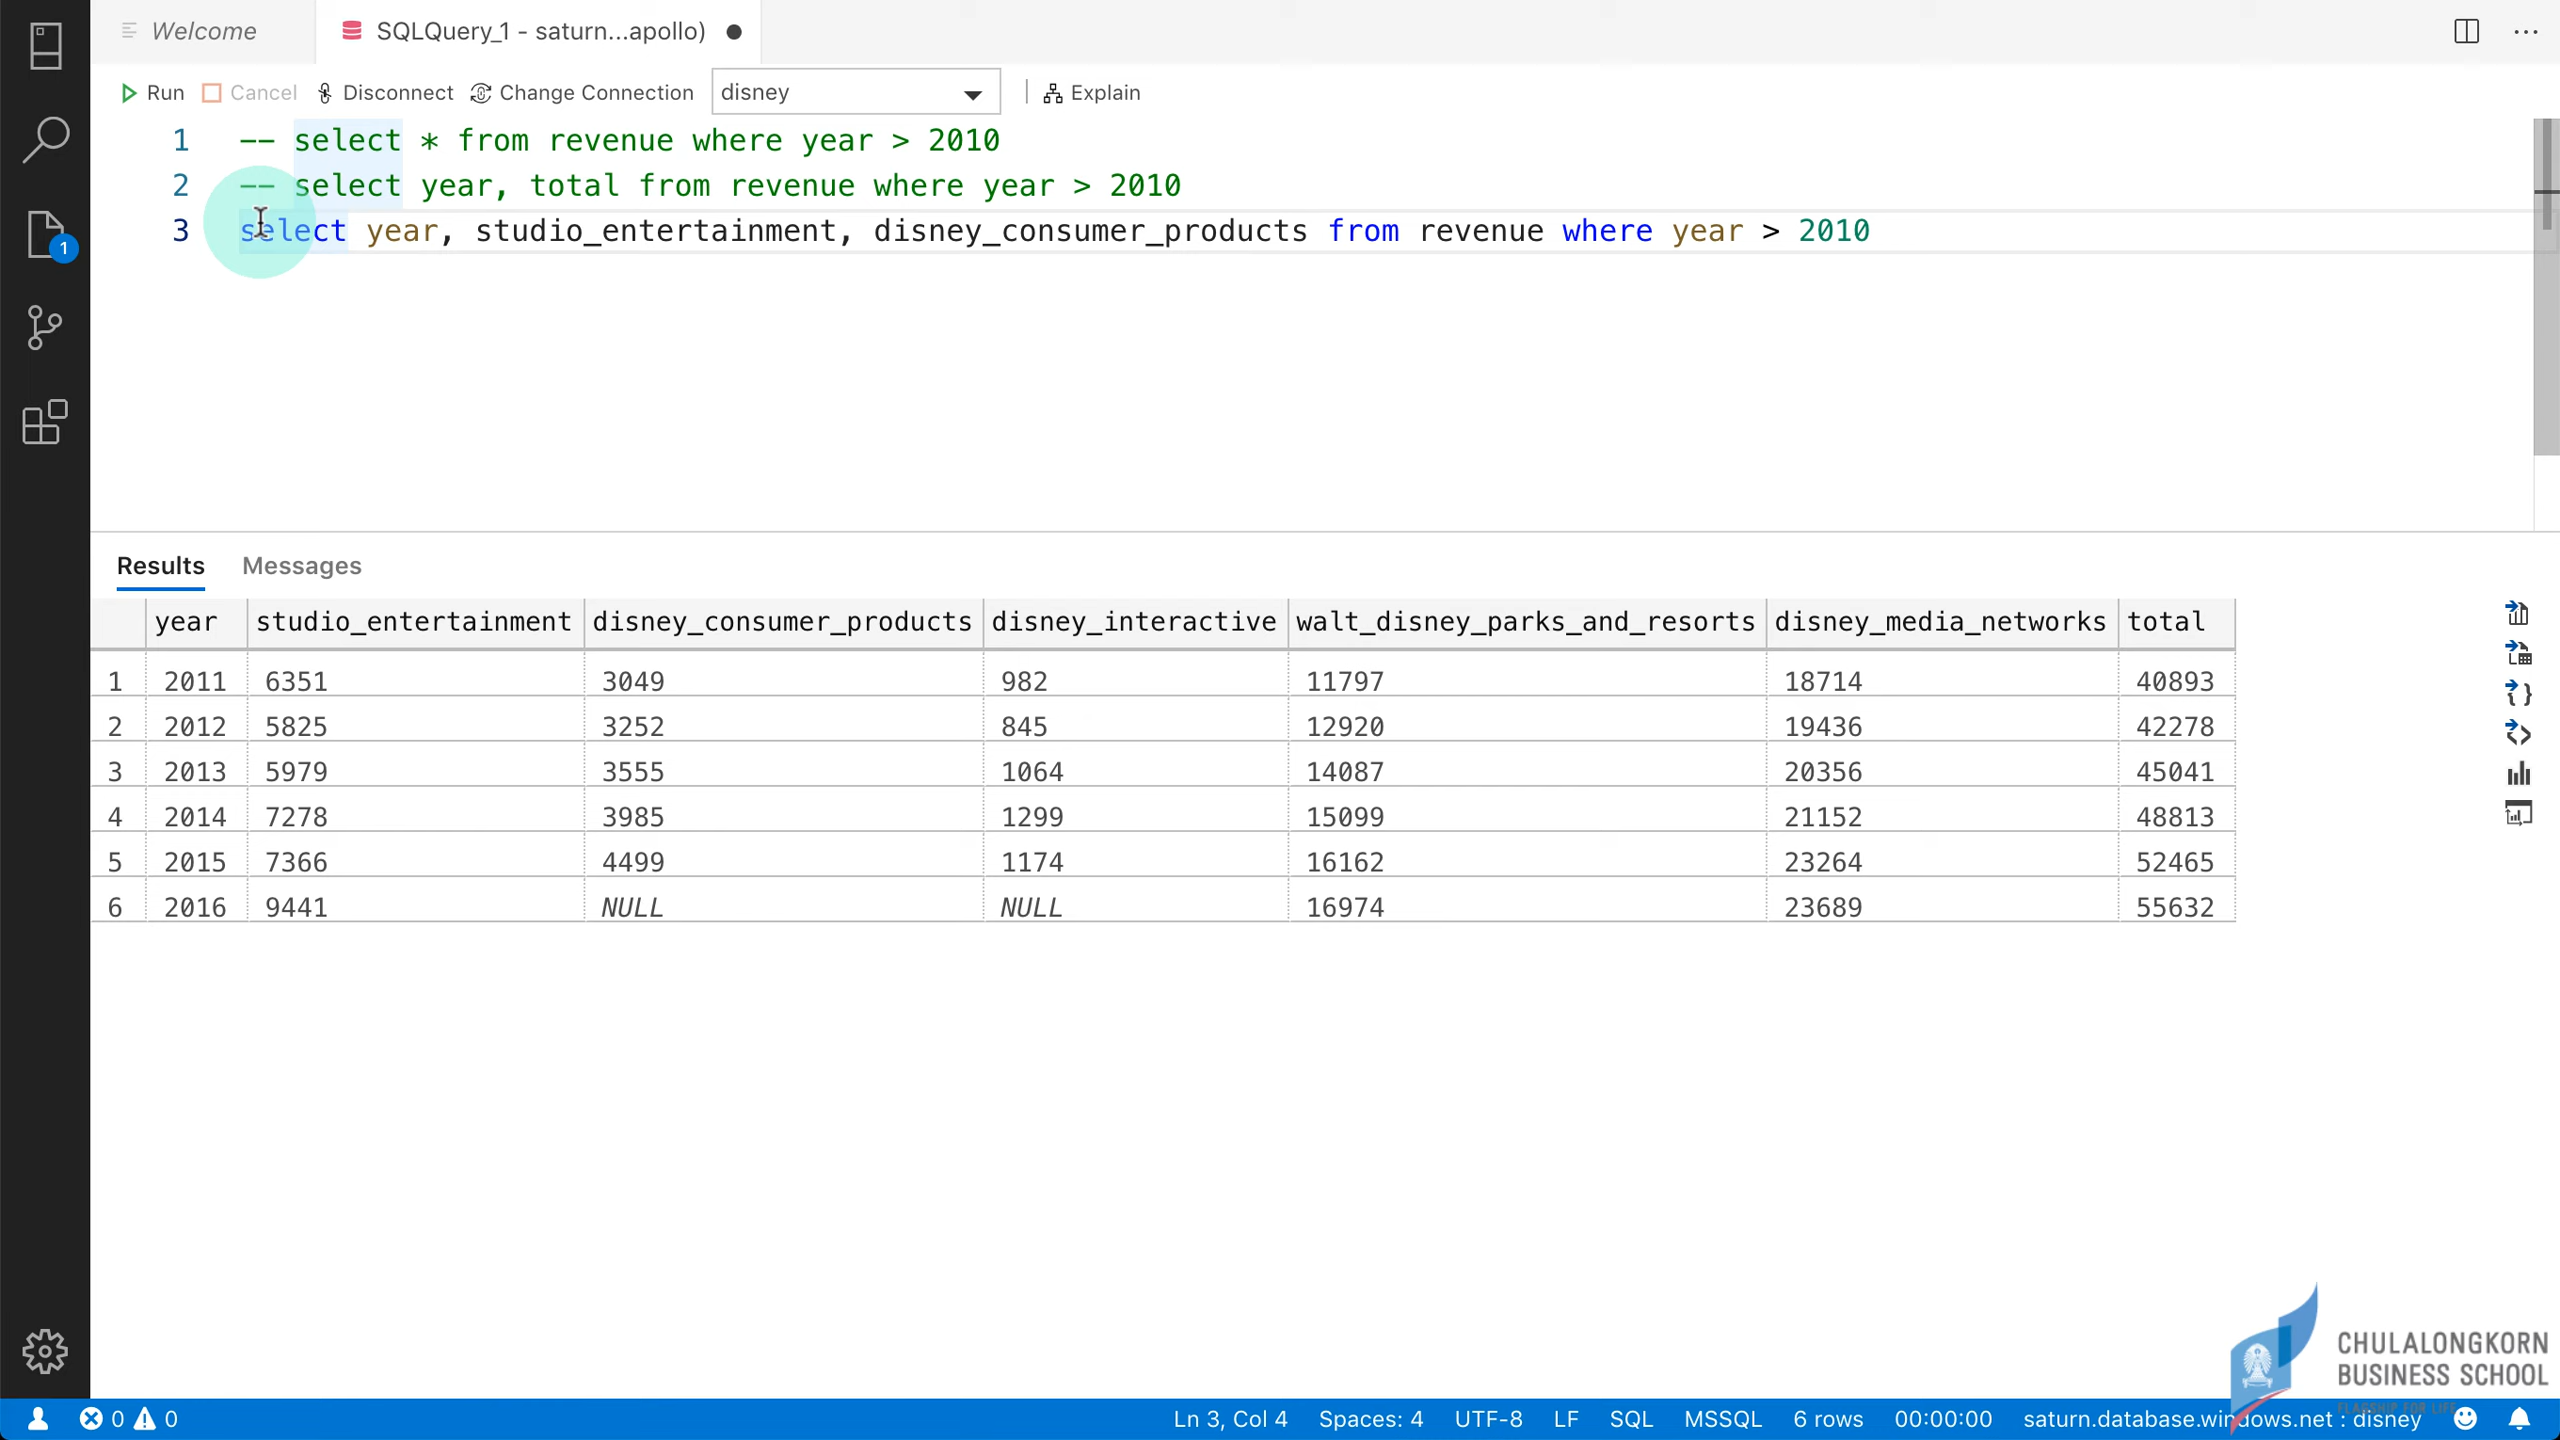 Welcome
SQLQuery_1 - saturn...apollo)
Run Cancel Disconnect Change Connection disney Explain
1 -- select * from revenue where year > 2010
2 -- select year, total from revenue where year > 2010
3 select year, studio_entertainment, disney_consumer_products from revenue where year > 2010
1
Results Messages
year studio_entertainment disney_consumer_products disney_interactive walt_disney_parks_and_resorts disney_media_networks total
1 2011 6351 3049 982 11797 18714 40893
2 2012 5825 3252 845 12920 19436 42278
3 2013 5979 3555 1064 14087 20356 45041
4 2014 7278 3985 1299 15099 21152 48813
5 2015 7366 4499 1174 16162 23264 52465
6 2016 9441 NULL NULL 16974 23689 55632
CHULALONGKORN
BUSINESS SCHOOL
FLAGSHIP FOR LIFE
0 0 Ln 3, Col 4 Spaces: 4 UTF-8 LF SQL MSSQL 6 rows 00:00:00 saturn.database.windows.net : disney